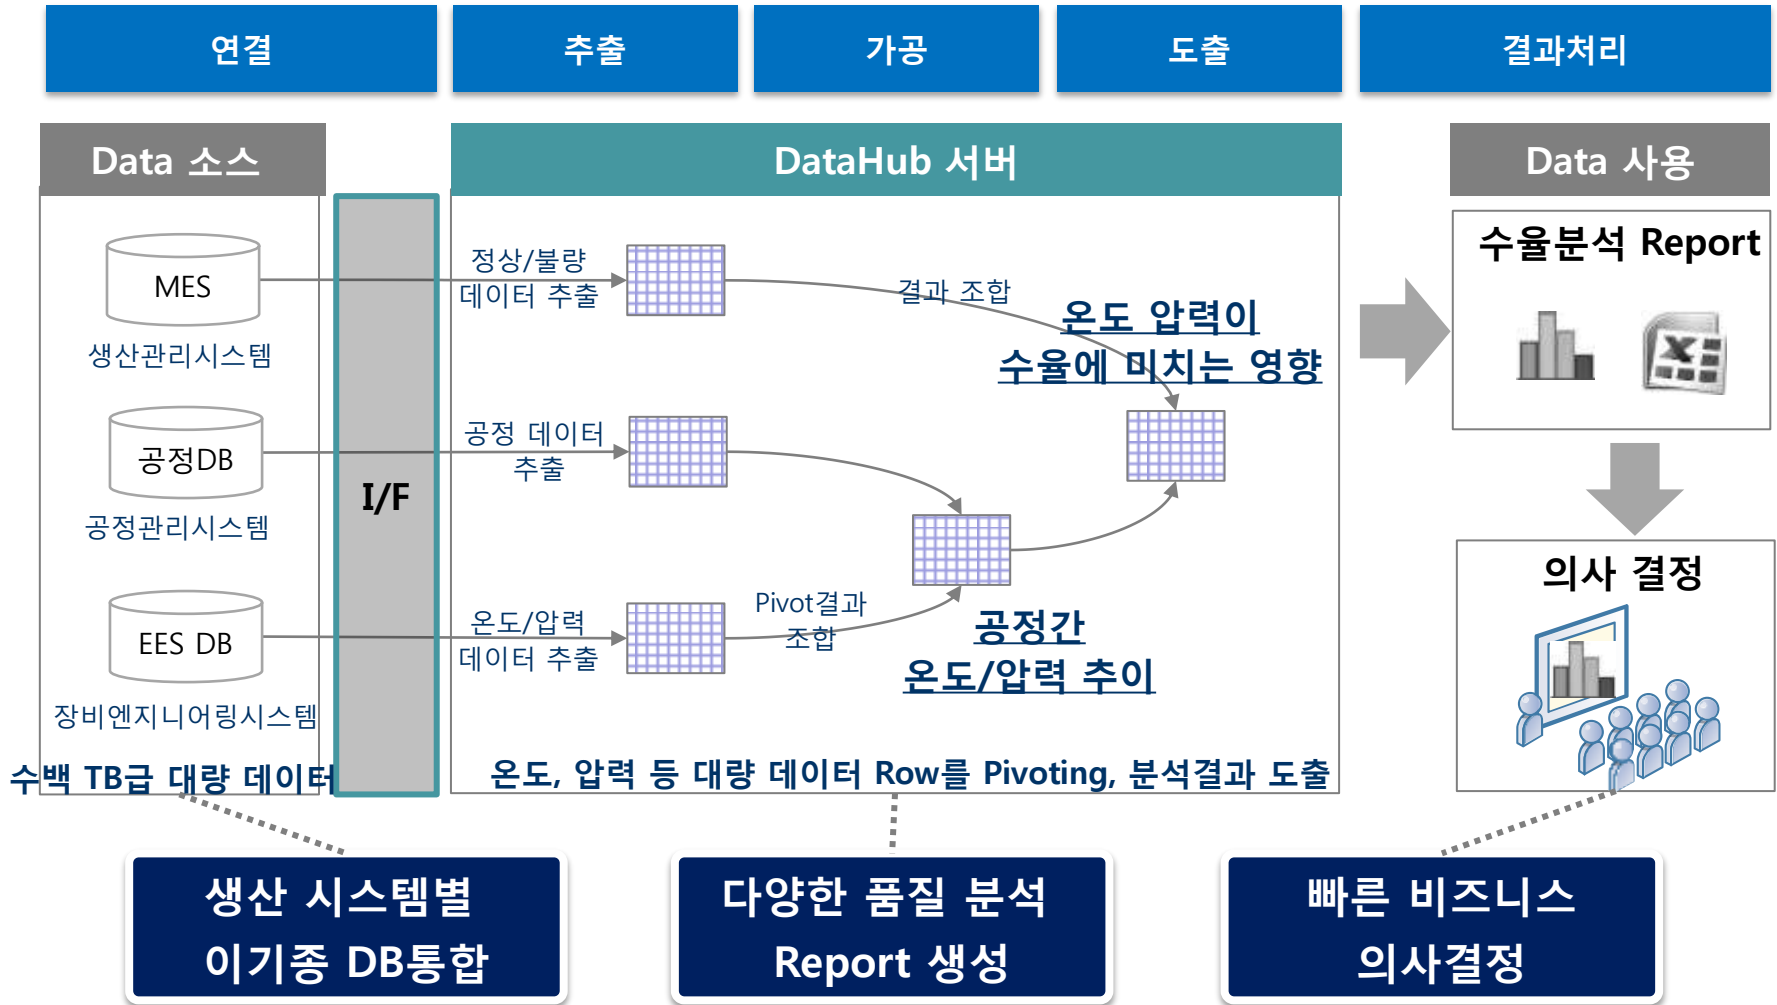 연결
추출
가공
도출
결과처리
Data 소스
DataHub 서버
Data 사용
MES
생산관리시스템
공정DB
공정관리시스템
EES DB
장비엔지니어링시스템
수백 TB급 대량 데이터
I/F
정상/불량
데이터 추출
공정 데이터
추출
온도/압력
데이터 추출
결과 조합
온도 압력이
수율에 미치는 영향
Pivot결과
조합
공정간
온도/압력 추이
온도, 압력 등 대량 데이터 Row를 Pivoting, 분석결과 도출
수율분석 Report
의사 결정
생산 시스템별
이기종 DB통합
다양한 품질 분석
Report 생성
빠른 비즈니스
의사결정